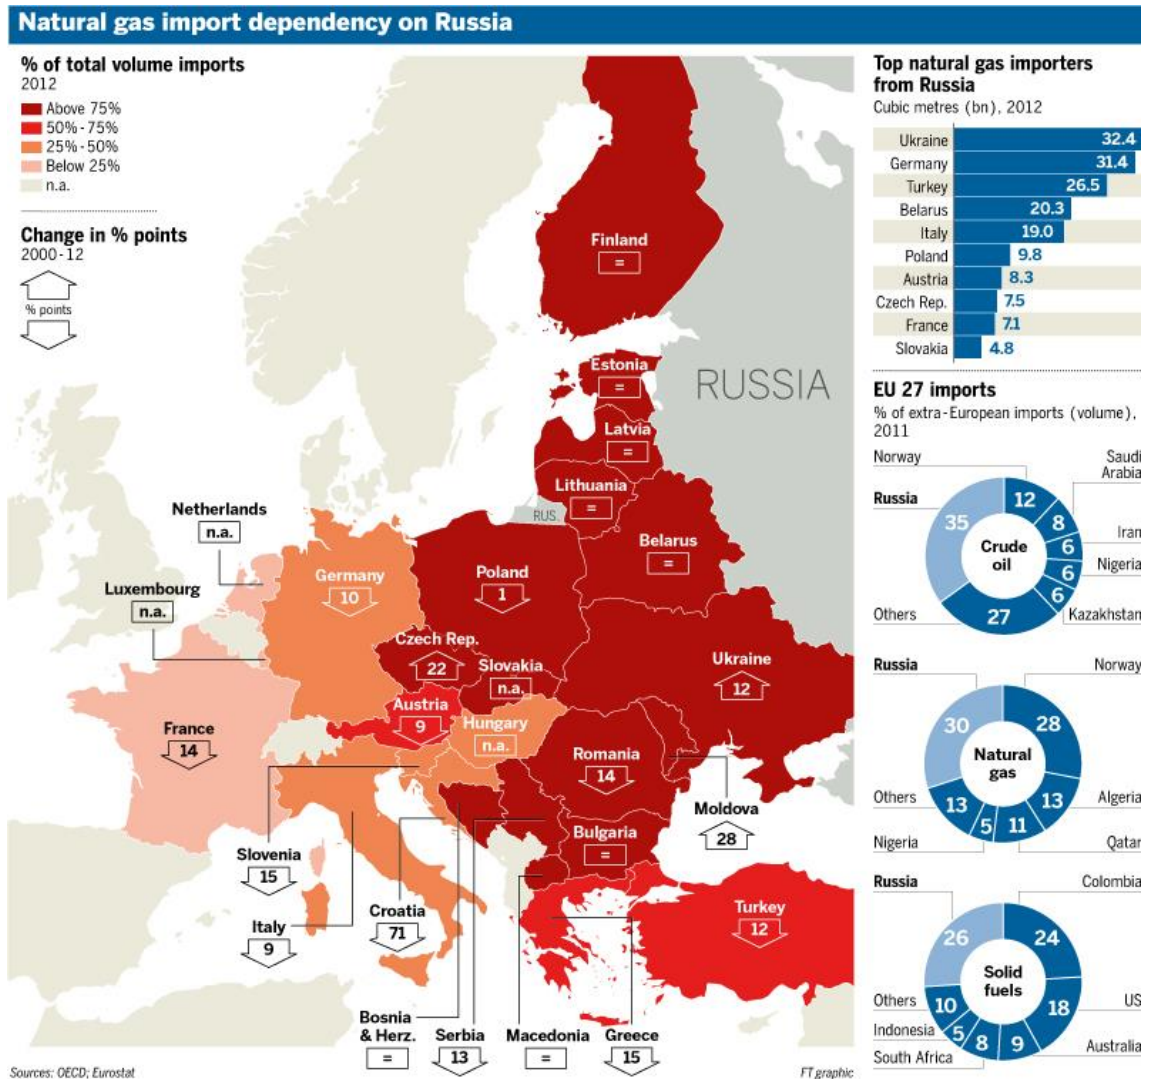 Natural gas import dependency on Russia
% of total volume imports
2012
Above 75%
50%-75%
25%-50%
Below 25%
n.a.
Change in % points
2000-12
% points
Finland
=
Estonia
=
RUSSIA
Latvia
=
Lithuania
=
RUS.
Belarus
=
Netherlands
n.a.
Luxembourg
n.a.
Germany
10
Poland
1
Czech Rep.
22
Slovakia
n.a.
Ukraine
12
Austria
9
Hungary
n.a.
France
14
Romania
14
Moldova
28
Bulgaria
=
Slovenia
15
Italy
9
Croatia
71
Turkey
12
Bosnia
& Herz.
=
Serbia
13
Macedonia
=
Greece
15
Sources: OECD; Eurostat
FT graphic
Top natural gas importers
from Russia
Cubic metres (bn), 2012
Ukraine 32.4
Germany 31.4
Turkey 26.5
Belarus 20.3
Italy 19.0
Poland 9.8
Austria 8.3
Czech Rep. 7.5
France 7.1
Slovakia 4.8
EU 27 imports
% of extra-European imports (volume),
2011
Norway
Saudi
Arabia
Russia
35
12
8
Iran
6
Crude
oil
Nigeria
6
6
Kazakhstan
Others
27
Russia
Norway
30
28
Natural
gas
Others
13
13
Algeria
5
11
Nigeria
Qatar
Russia
Colombia
26
24
Solid
fuels
Others
10
18
US
Indonesia
5
8
9
Australia
South Africa